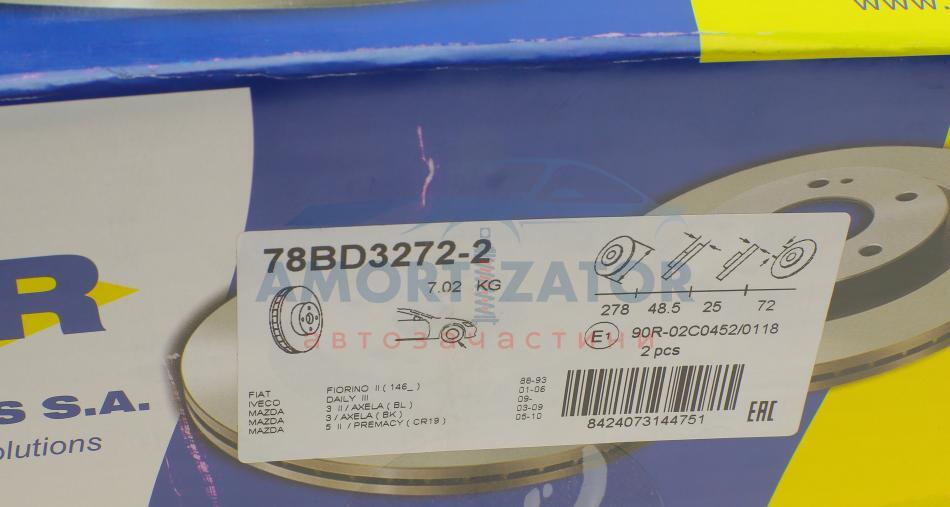 www.
R
S S.A.
olutions
78BD3272-2
7.02 KG
AMORTIZATOR
автозапчастичи
278 48.5 25 72
E1 90R-02C0452/0118
2 pcs
FIAT FIORINO II ( 146_ ) 88-93
IVECO DAILY III 01-06
MAZDA 3 II / AXELA ( BL ) 09-
MAZDA 3 / AXELA ( BK ) 03-09
MAZDA 5 II / PREMACY ( CR19 ) 05-10
8424073144751
EAC